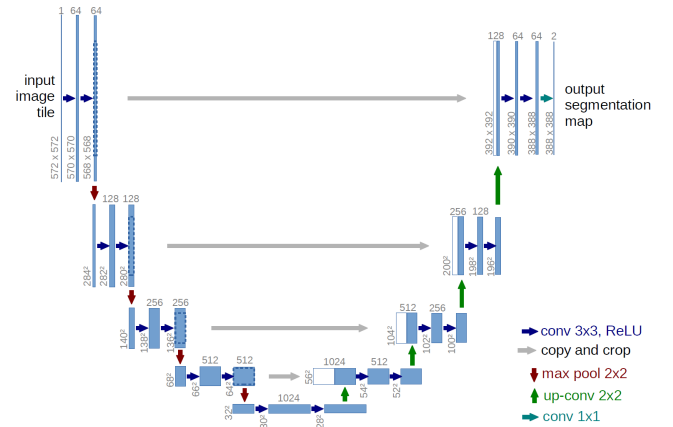 1 64 64
128 64 64 2
input
image
tile
output
segmentation
map
572 x 572
570 x 570
568 x 568
392 x 392
390 x 390
388 x 388
388 x 388
128 128
256 128
284²
282²
280²
200²
198²
196²
256 256
512 256
140²
138²
136²
104²
102²
100²
512 512
1024 512
68²
66²
64²
56²
54²
52²
1024
32²
30²
28²
conv 3x3, ReLU
copy and crop
max pool 2x2
up-conv 2x2
conv 1x1